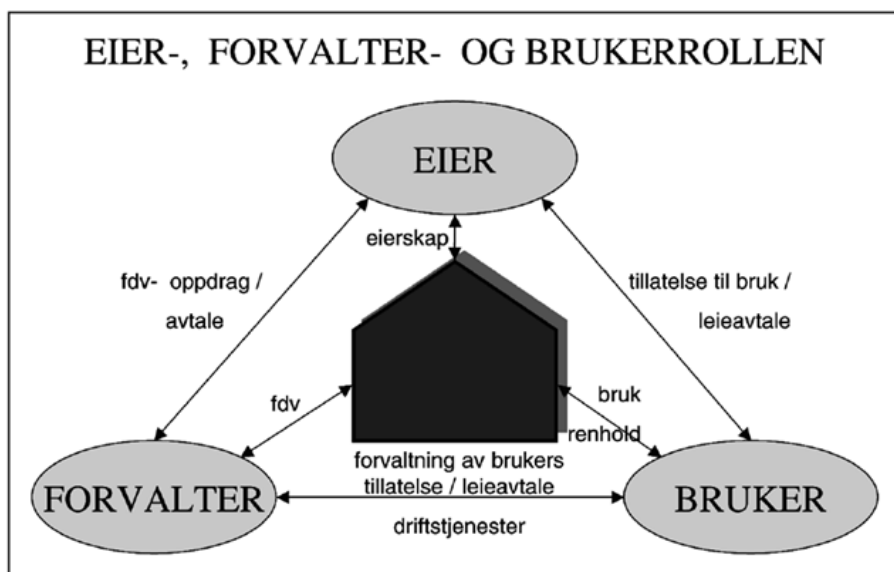 EIER-, FORVALTER- OG BRUKERROLLEN
EIER
eierskap
fdv- oppdrag /
avtale
tillatelse til bruk /
leieavtale
fdv
bruk
renhold
forvaltning av brukers
tillatelse / leieavtale
FORVALTER
BRUKER
driftstjenester